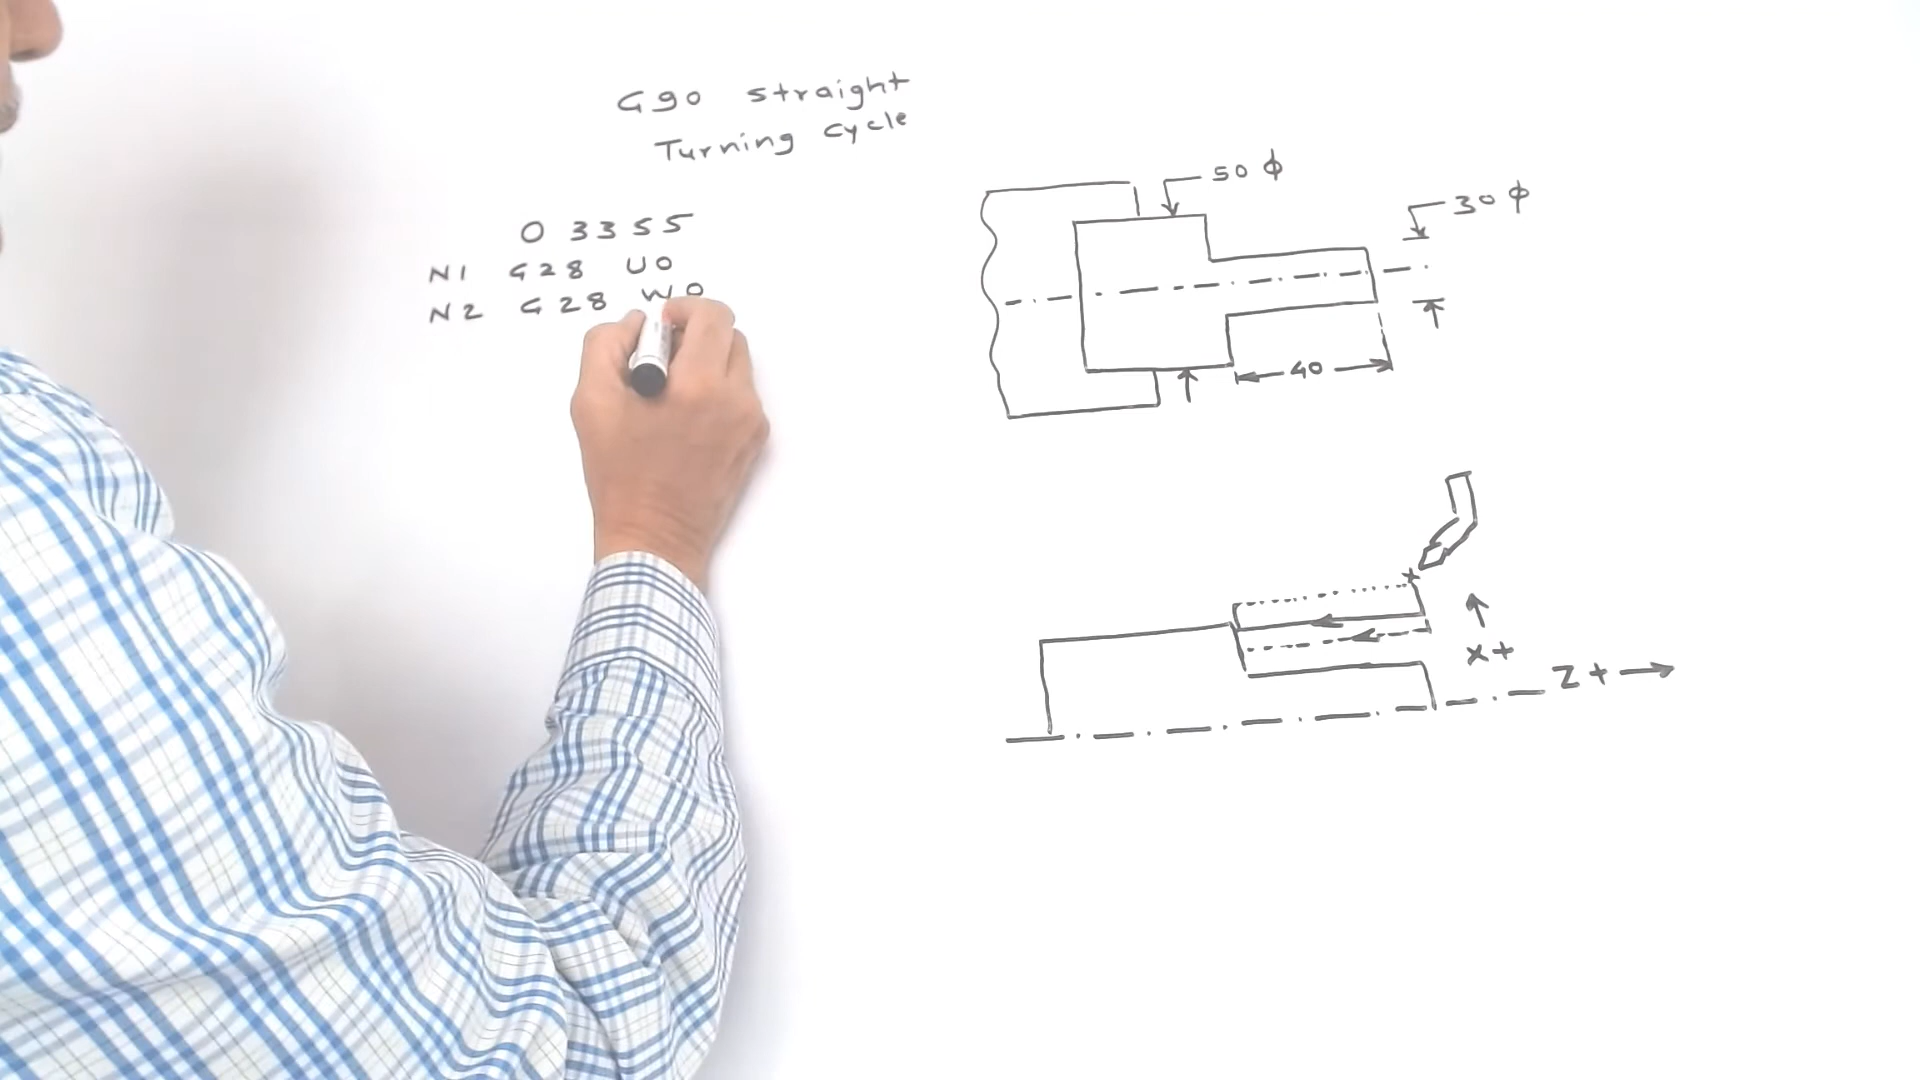 G90 straight
Turning cycle
O 3355
N1 G28 U0
N2 G28 W0
50 ϕ
30 ϕ
40
X+
Z+